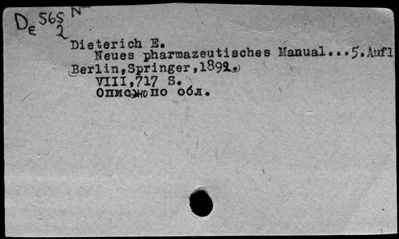 De 565
2
Dieterich E.
Neues pharmazeutisches Manual...5.Aufl
Berlin,Springer,1892.
VIII,717 S.
Описано по обл.